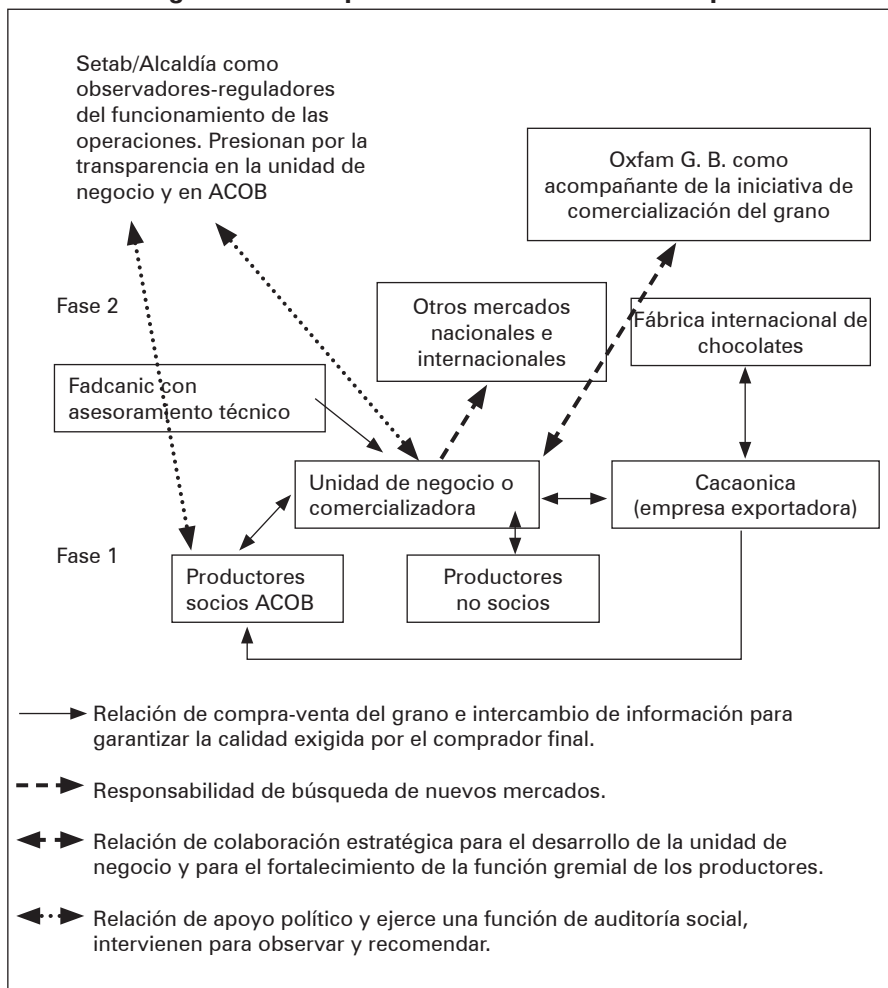 Setab/Alcaldía como
observadores-reguladores
del funcionamiento de las
operaciones. Presionan por la
transparencia en la unidad de
negocio y en ACOB
Oxfam G. B. como
acompañante de la iniciativa de
comercialización del grano
Fase 2
Otros mercados
nacionales e
internacionales
Fábrica internacional de
chocolates
Fadcanic con
asesoramiento técnico
Unidad de negocio o
comercializadora
Cacaonica
(empresa exportadora)
Fase 1
Productores
socios ACOB
Productores
no socios
Relación de compra-venta del grano e intercambio de información para
garantizar la calidad exigida por el comprador final.
Responsabilidad de búsqueda de nuevos mercados.
Relación de colaboración estratégica para el desarrollo de la unidad de
negocio y para el fortalecimiento de la función gremial de los productores.
Relación de apoyo político y ejerce una función de auditoría social,
intervienen para observar y recomendar.